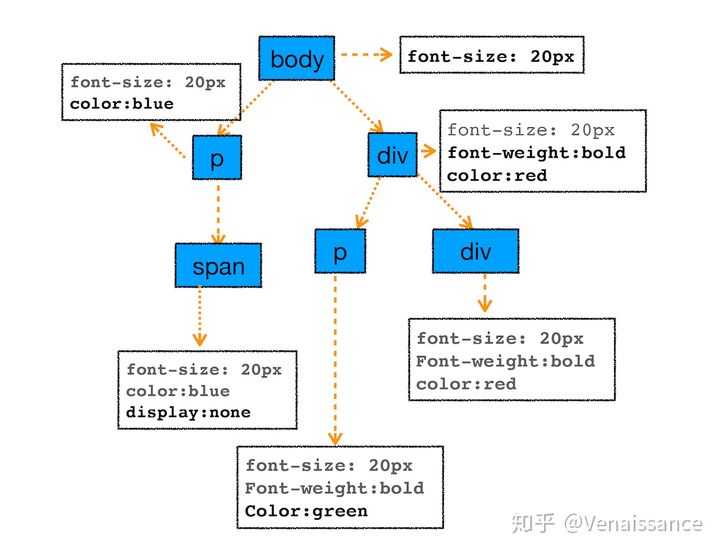 body
font-size: 20px
font-size: 20px
color:blue
p
div
font-size: 20px
font-weight:bold
color:red
span
p
div
font-size: 20px
color:blue
display:none
font-size: 20px
Font-weight:bold
color:red
font-size: 20px
Font-weight:bold
Color:green
知乎 @Venaissance